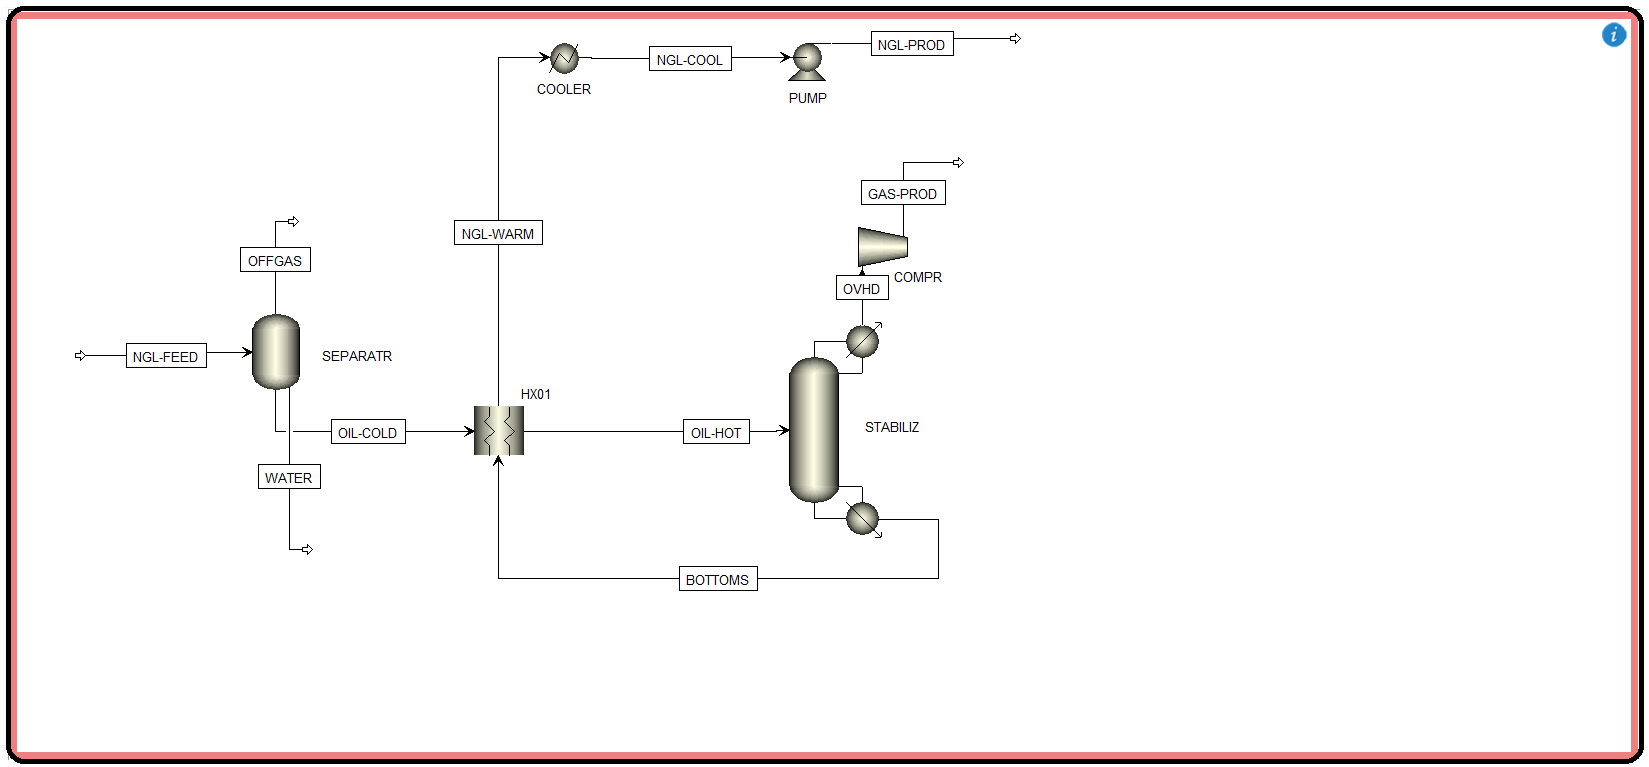 NGL-PROD
NGL-COOL
COOLER
PUMP
GAS-PROD
NGL-WARM
OFFGAS
COMPR
OVHD
NGL-FEED
SEPARATR
HX01
OIL-COLD
OIL-HOT
STABILIZ
WATER
BOTTOMS
i